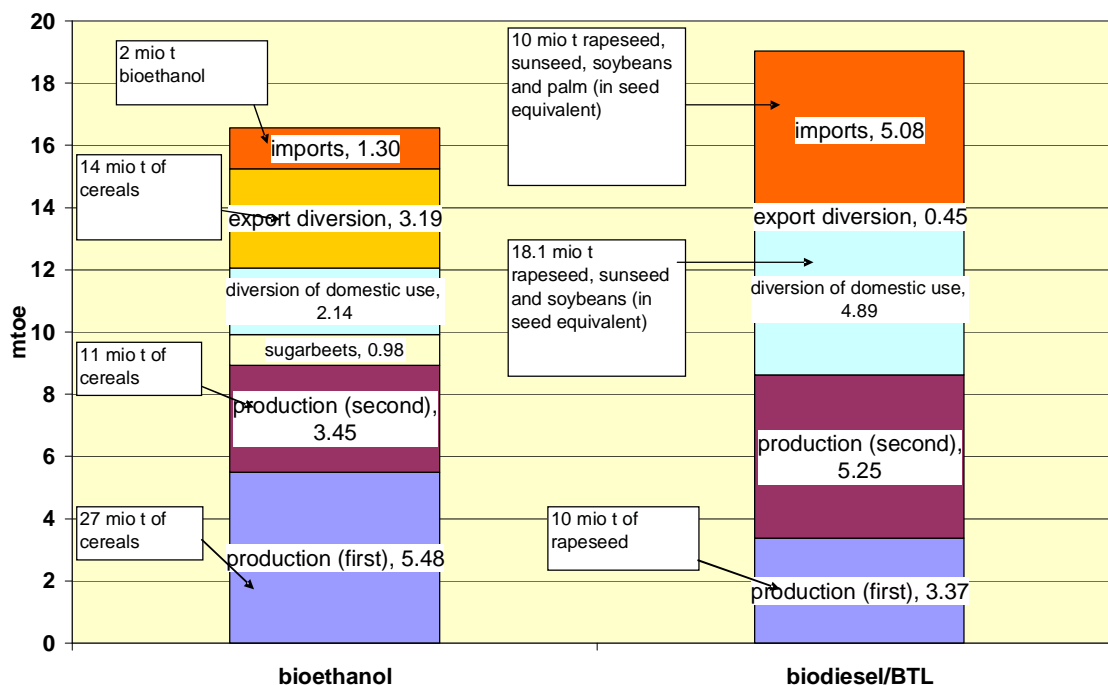 20
18
16
14
12
10
8
6
4
2
0
mtoe
2 mio t
bioethanol
14 mio t of
cereals
11 mio t of
cereals
27 mio t of
cereals
imports, 1.30
export diversion, 3.19
diversion of domestic use,
2.14
sugarbeets, 0.98
production (second),
3.45
production (first), 5.48
bioethanol
10 mio t rapeseed,
sunseed, soybeans
and palm (in seed
equivalent)
18.1 mio t
rapeseed, sunseed
and soybeans (in
seed equivalent)
10 mio t of
rapeseed
imports, 5.08
export diversion, 0.45
diversion of domestic use,
4.89
production (second),
5.25
production (first), 3.37
biodiesel/BTL